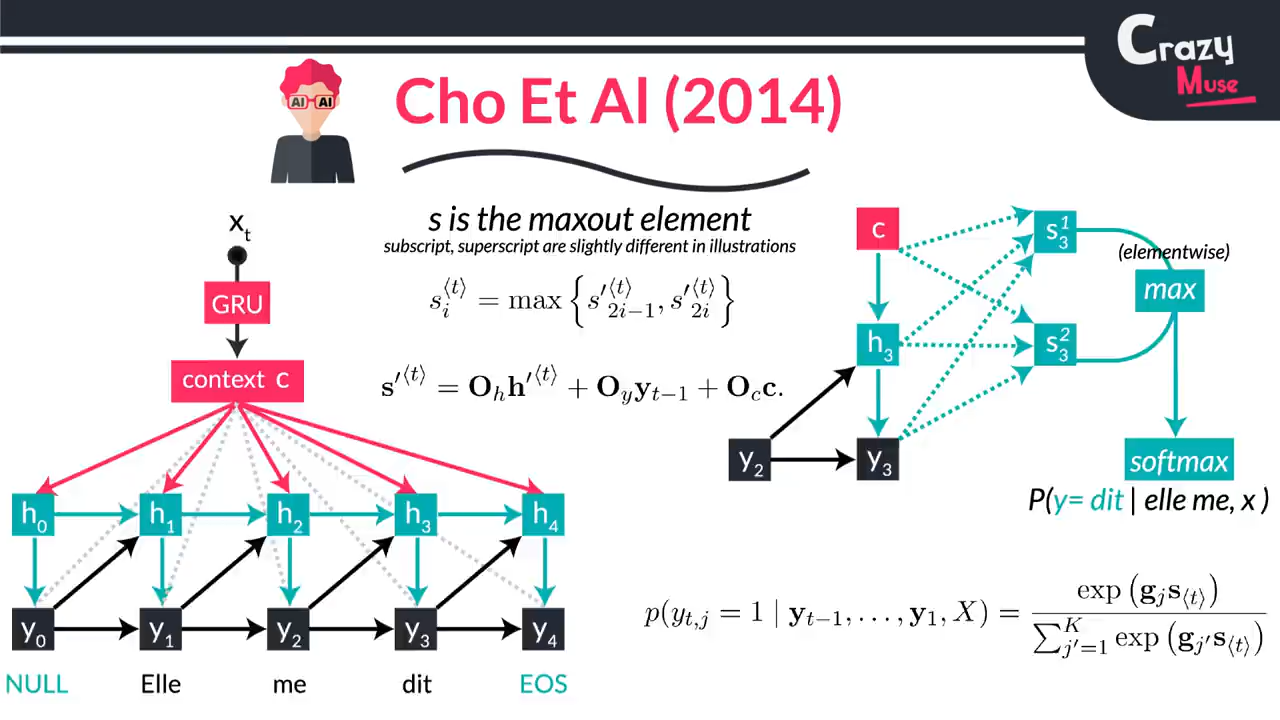 Crazy
Muse
AI AI
Cho Et Al (2014)
x_t
GRU
context c
h_0 h_1 h_2 h_3 h_4
y_0 y_1 y_2 y_3 y_4
NULL Elle me dit EOS
s is the maxout element
subscript, superscript are slightly different in illustrations
s_i^{⟨t⟩} = max { s'^{⟨t⟩}_{2i−1}, s'^{⟨t⟩}_{2i} }
s'^{⟨t⟩} = O_h h'^{⟨t⟩} + O_y y_{t−1} + O_c c.
c
h_3
y_2 y_3
s_3^1
s_3^2
(elementwise)
max
softmax
P(y= dit | elle me, x )
p(y_{t,j} = 1 | y_{t−1}, . . . , y_1, X) = exp (g_j s_{⟨t⟩}) / ∑_{j'=1}^{K} exp (g_{j'} s_{⟨t⟩})